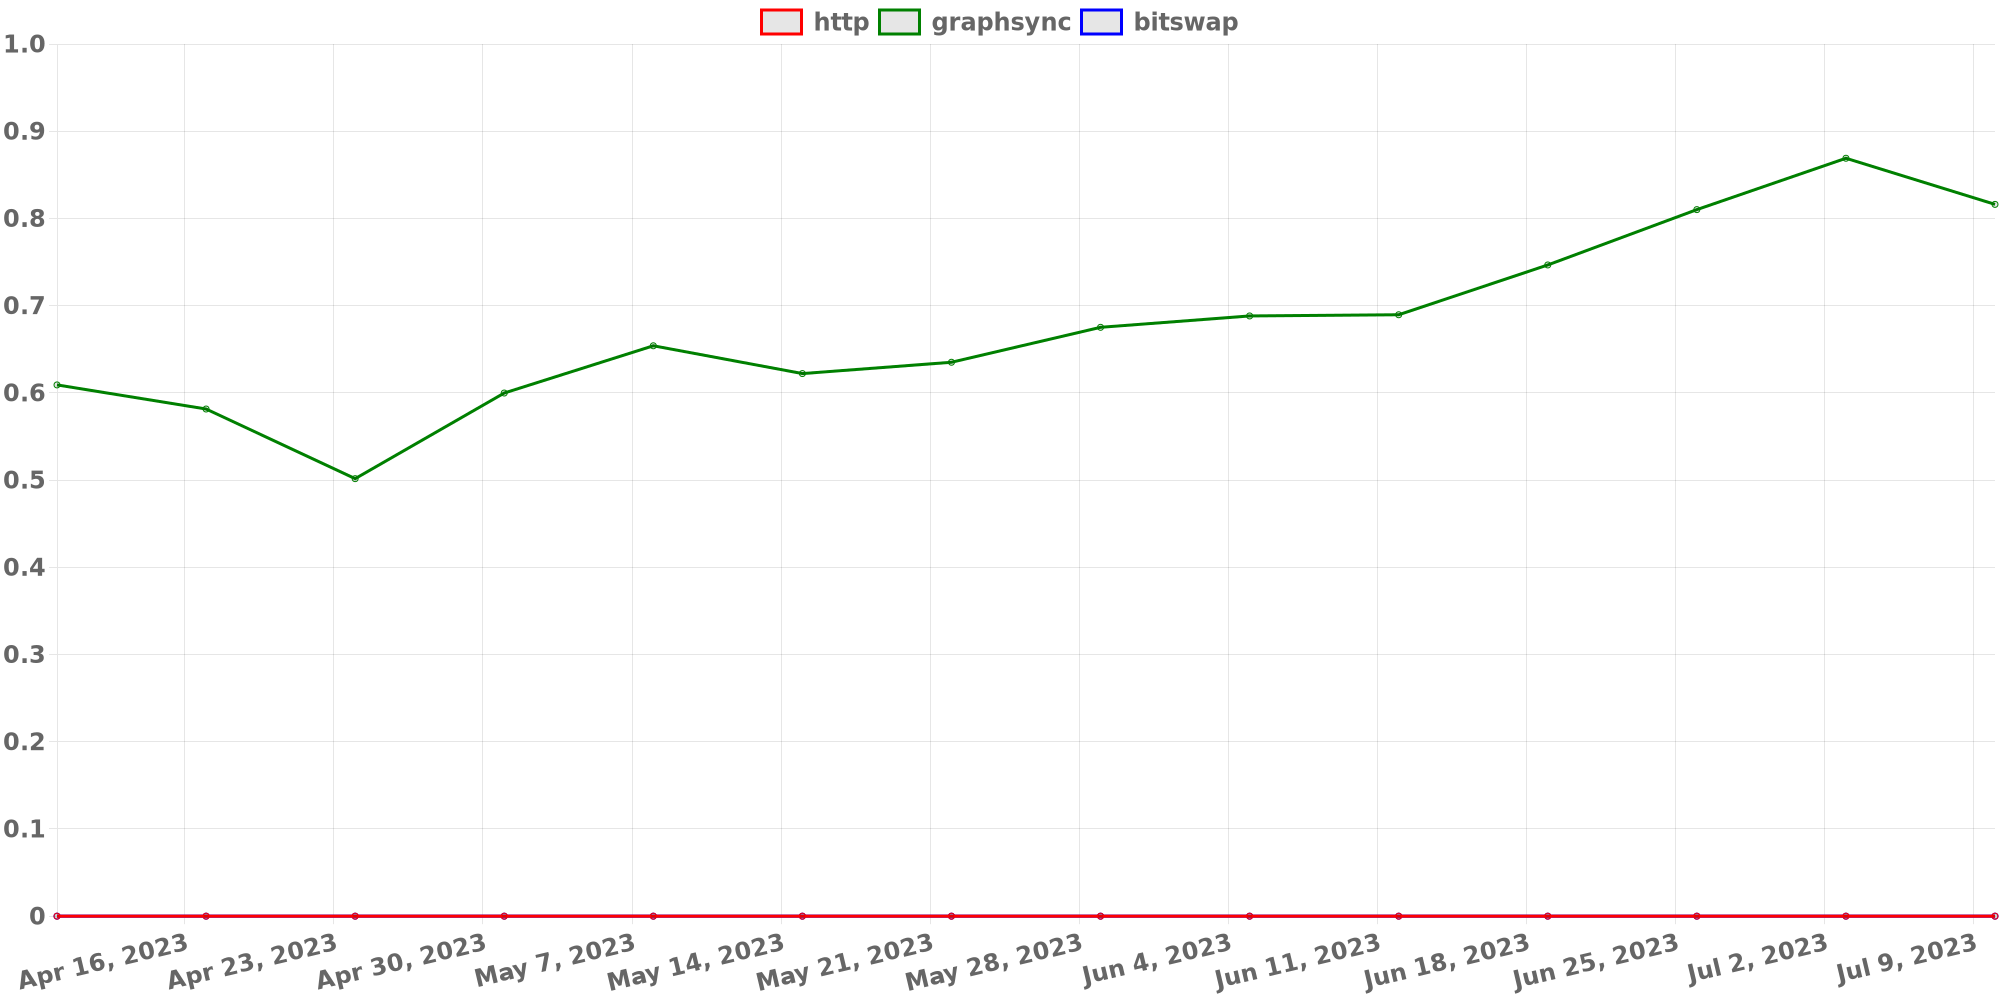 http graphsync bitswap
1.0
0.9
0.8
0.7
0.6
0.5
0.4
0.3
0.2
0.1
0
Apr 16, 2023
Apr 23, 2023
Apr 30, 2023
May 7, 2023
May 14, 2023
May 21, 2023
May 28, 2023
Jun 4, 2023
Jun 11, 2023
Jun 18, 2023
Jun 25, 2023
Jul 2, 2023
Jul 9, 2023